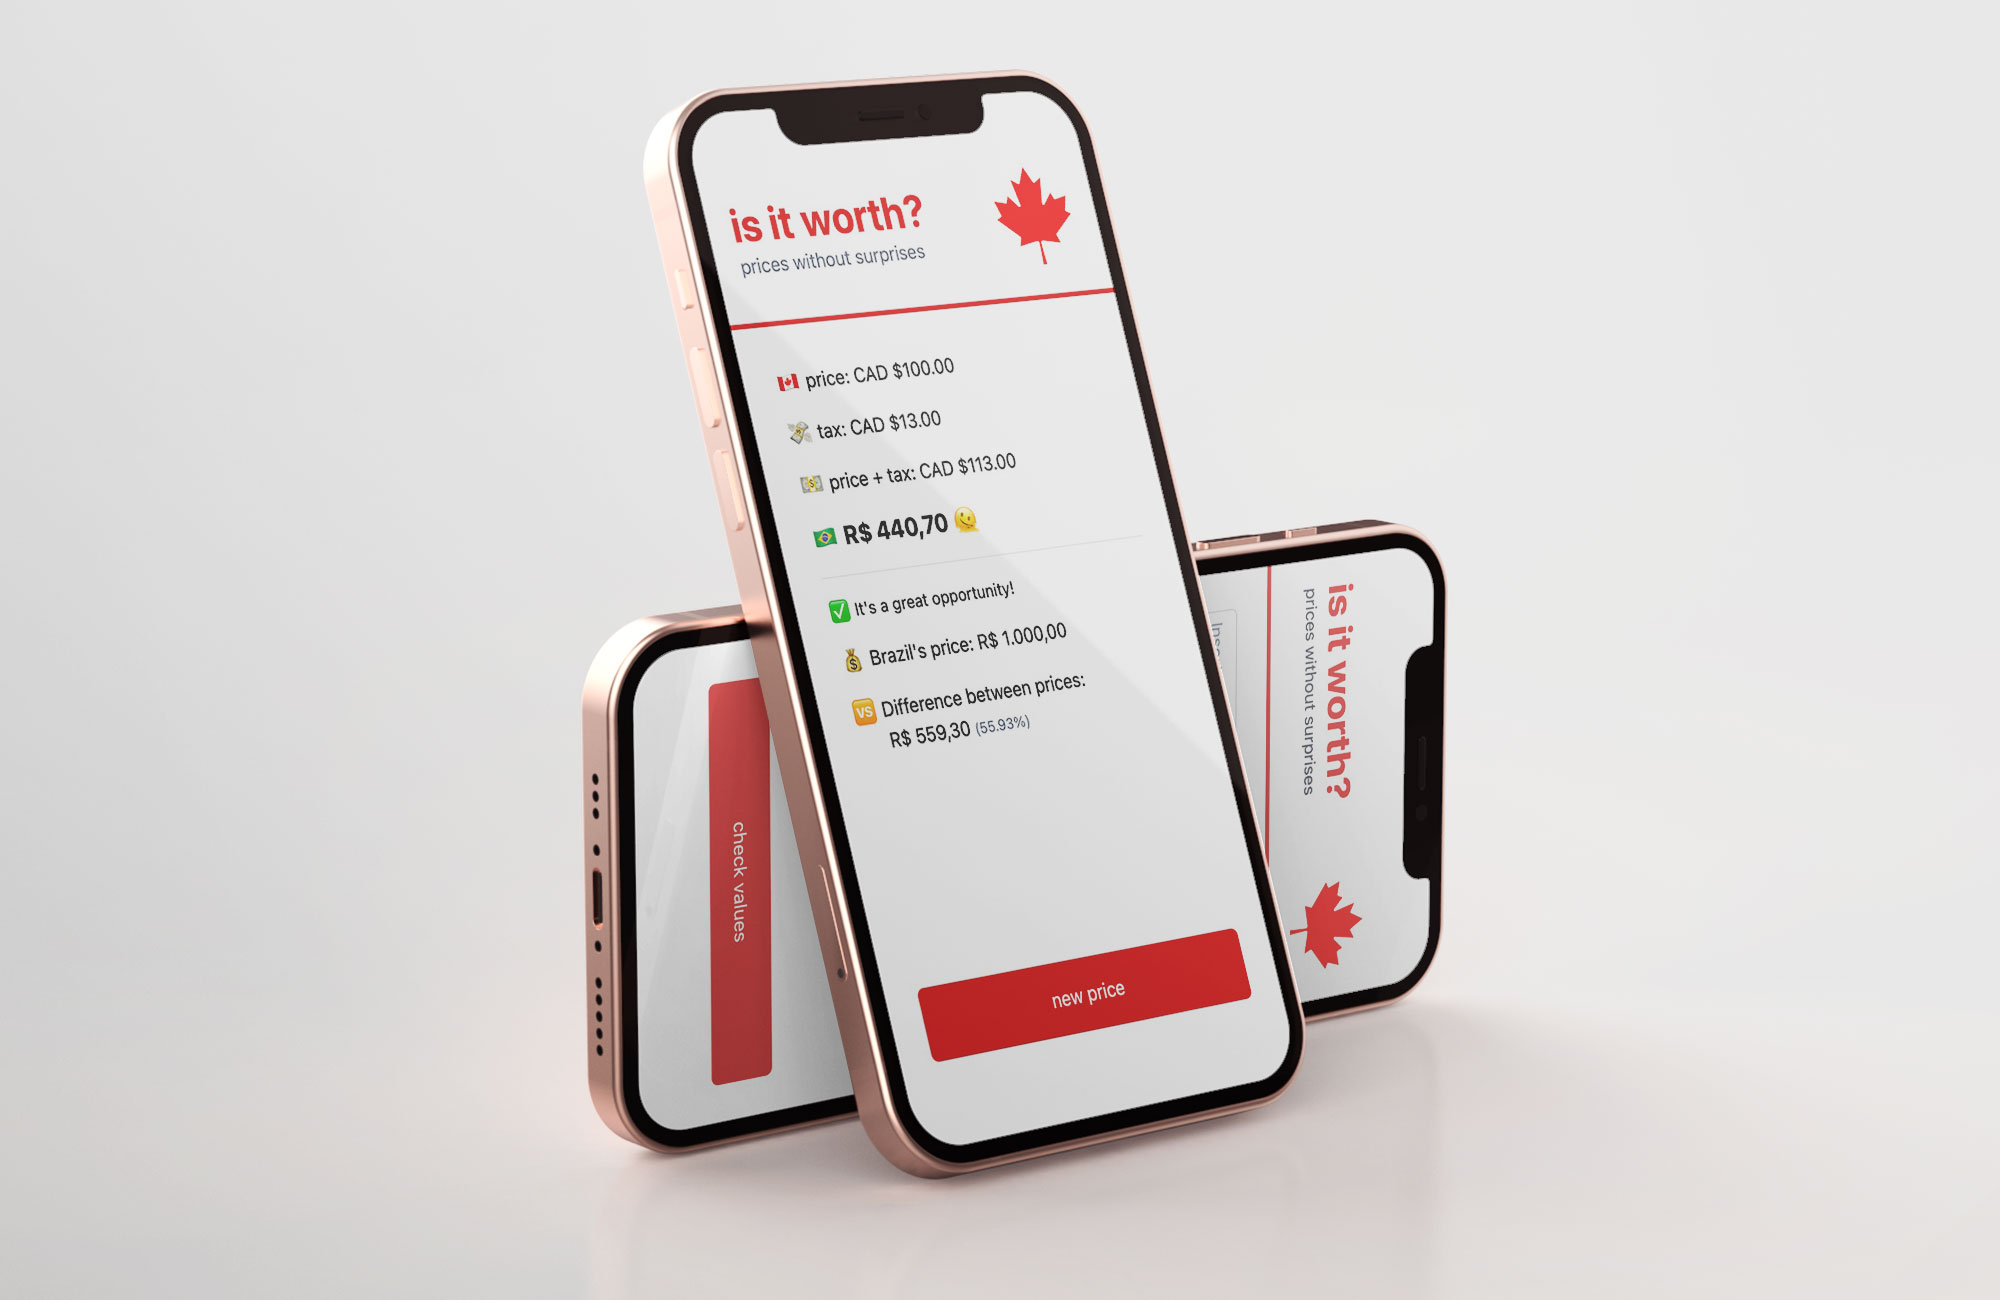 is it worth?
prices without surprises
price: CAD $100.00
tax: CAD $13.00
price + tax: CAD $113.00
R$ 440,70
It's a great opportunity!
Brazil's price: R$ 1.000,00
VS Difference between prices:
R$ 559,30 (55.93%)
new price
check values
is it worth?
prices without surprises